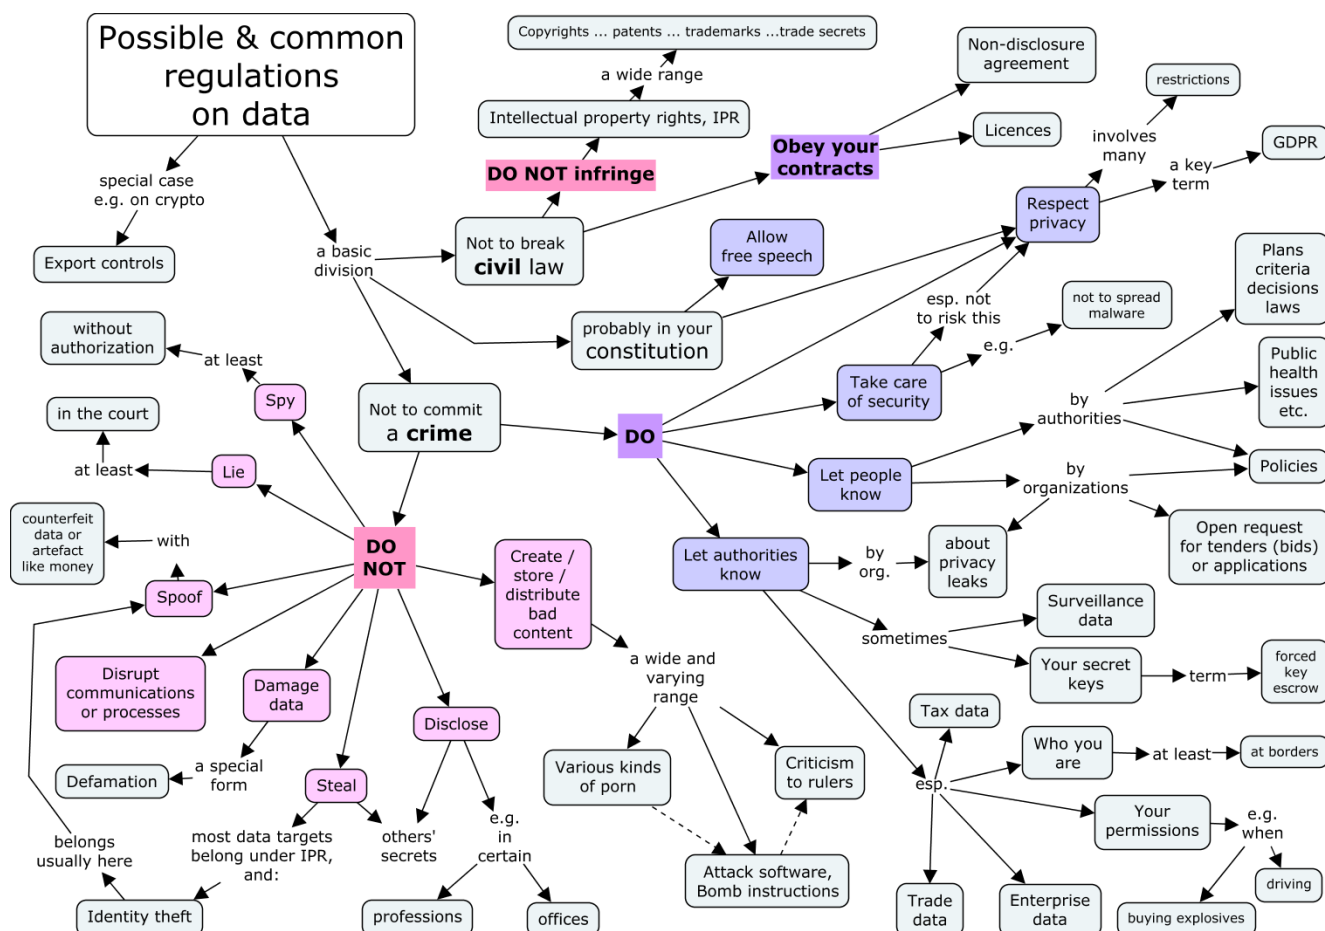 Possible & common
regulations
on data
special case
e.g. on crypto
Export controls
a basic
division
Copyrights ... patents ... trademarks ...trade secrets
a wide range
Intellectual property rights, IPR
DO NOT infringe
Not to break
civil law
Obey your
contracts
Non-disclosure
agreement
Licences
Allow
free speech
probably in your
constitution
Respect
privacy
involves
many
restrictions
a key
term
GDPR
esp. not
to risk this
e.g.
not to spread
malware
Take care
of security
Not to commit
a crime
DO
Let people
know
by
authorities
Plans
criteria
decisions
laws
Public
health
issues
etc.
Policies
by
organizations
Open request
for tenders (bids)
or applications
about
privacy
leaks
Let authorities
know
by
org.
sometimes
Surveillance
data
Your secret
keys
term
forced
key
escrow
esp.
Tax data
Who you
are
at least
at borders
Your
permissions
e.g.
when
driving
buying explosives
Enterprise
data
Trade
data
DO
NOT
Spy
at least
without
authorization
Lie
at least
in the court
Spoof
with
counterfeit
data or
artefact
like money
Disrupt
communications
or processes
Damage
data
a special
form
Defamation
Steal
most data targets
belong under IPR,
and:
Identity theft
belongs
usually here
others'
secrets
Disclose
e.g.
in
certain
professions
offices
Create /
store /
distribute
bad
content
a wide and
varying
range
Various kinds
of porn
Criticism
to rulers
Attack software,
Bomb instructions